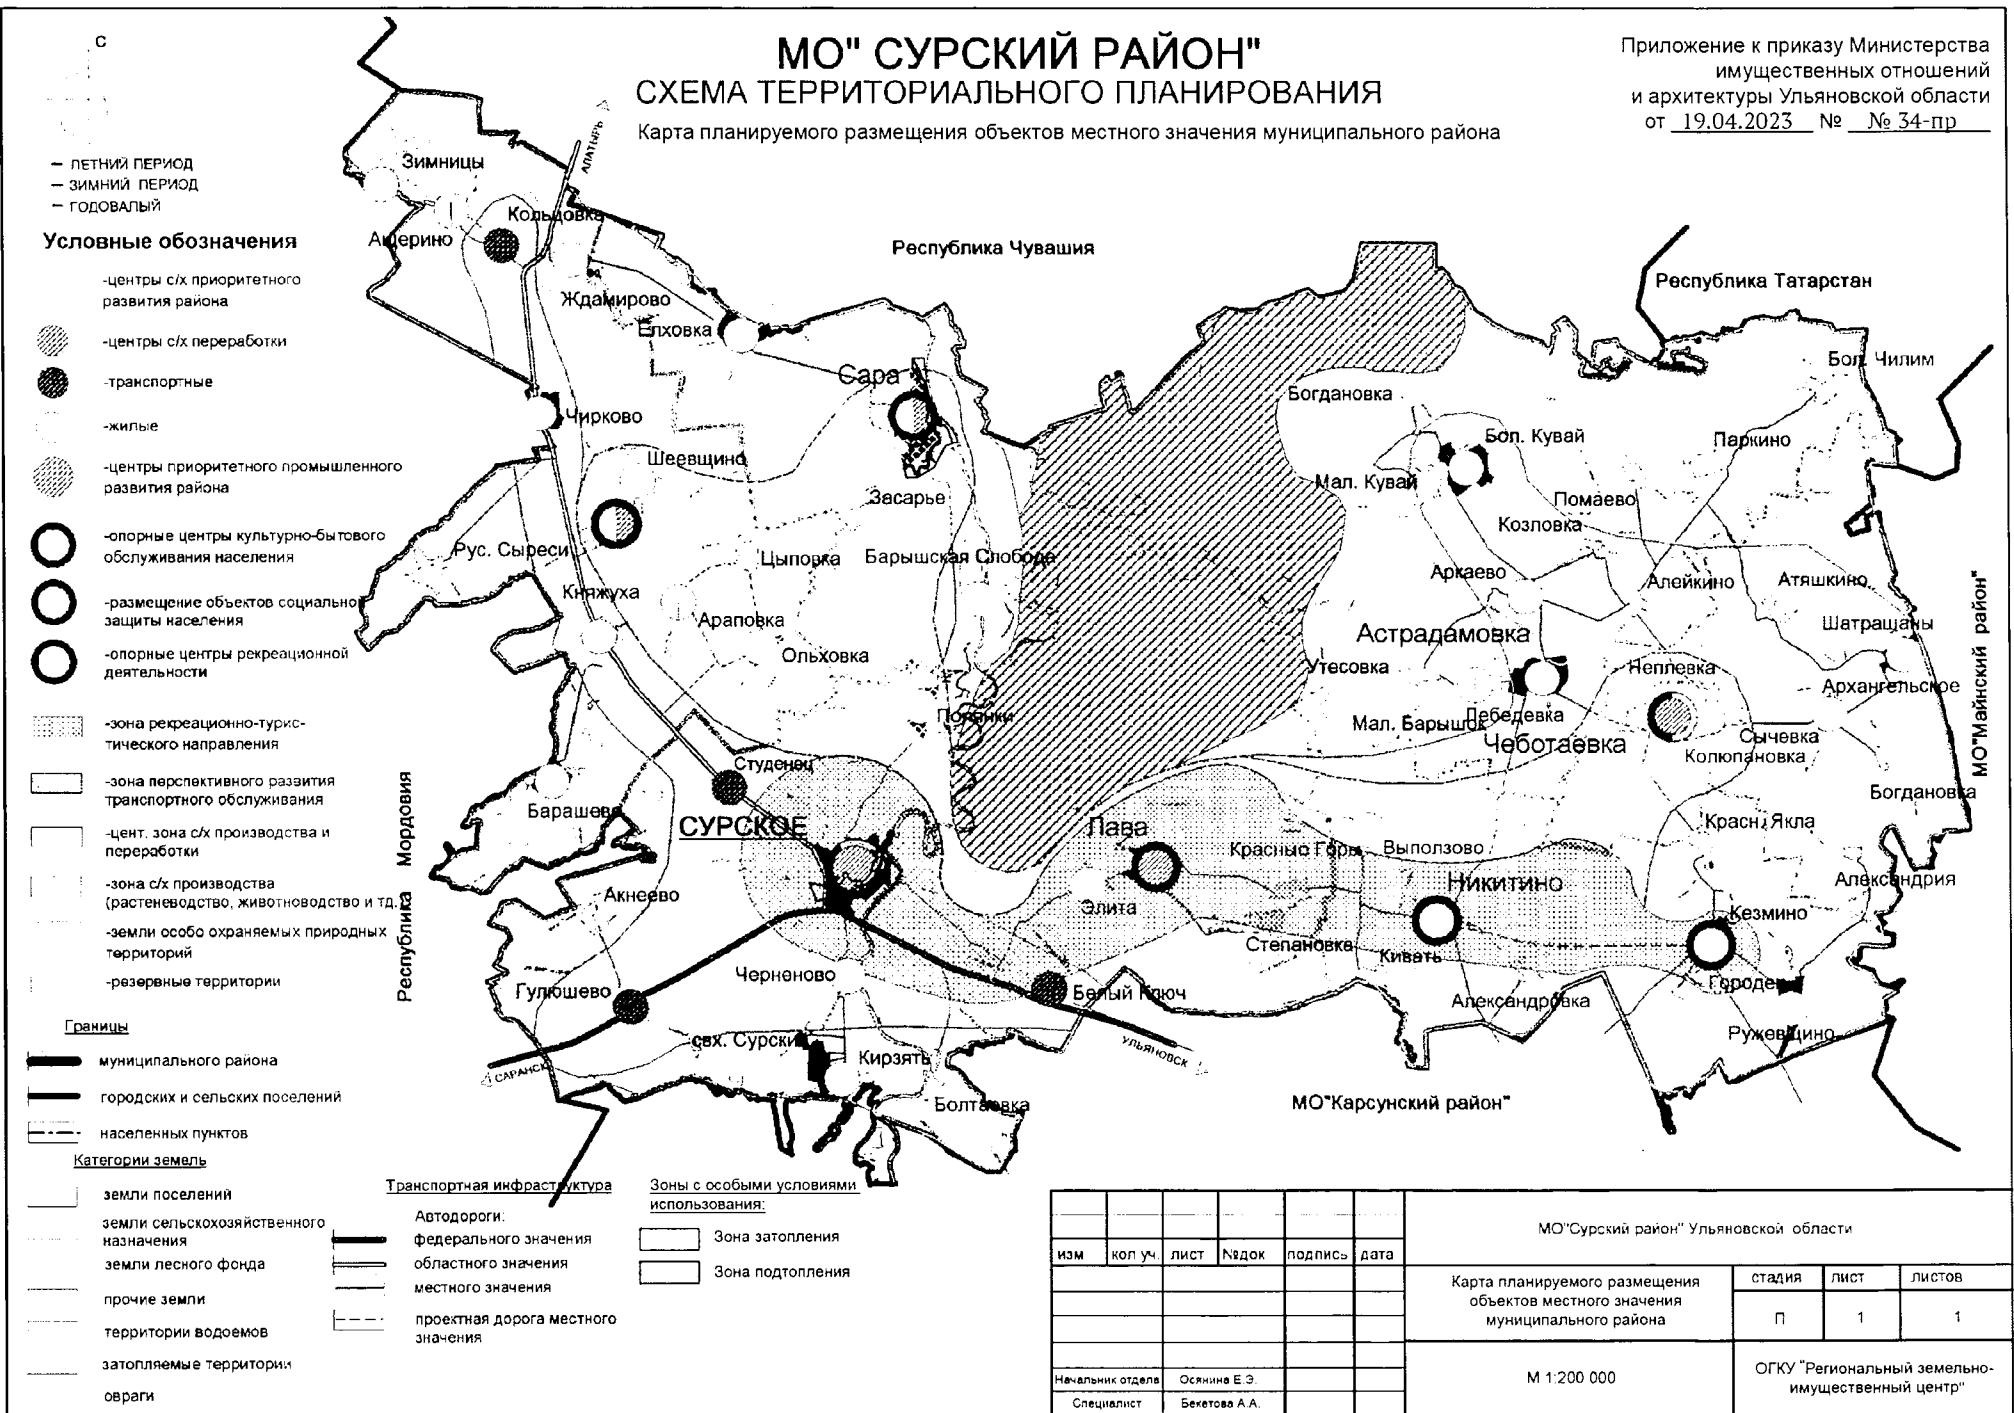 МО" СУРСКИЙ РАЙОН"
СХЕМА ТЕРРИТОРИАЛЬНОГО ПЛАНИРОВАНИЯ
Карта планируемого размещения объектов местного значения муниципального района
Приложение к приказу Министерства
имущественных отношений
и архитектуры Ульяновской области
от 19.04.2023 № № 34-пр
С
— ЛЕТНИЙ ПЕРИОД
— ЗИМНИЙ ПЕРИОД
— ГОДОВАЛЫЙ
Условные обозначения
-центры с/х приоритетного
развития района
-центры с/х переработки
-транспортные
-жилые
-центры приоритетного промышленного
развития района
-опорные центры культурно-бытового
обслуживания населения
-размещение объектов социально
защиты населения
-опорные центры рекреационной
деятельности
-зона рекреационно-турис-
тического направления
-зона перспективного развития
транспортного обслуживания
-цент. зона с/х производства и
переработки
-зона с/х производства
(растеневодство, животноводство и тд.)
-земли особо охраняемых природных
территорий
-резервные территории
Границы
муниципального района
городских и сельских поселений
населенных пунктов
Категории земель
земли поселений
земли сельскохозяйственного
назначения
земли лесного фонда
прочие земли
территории водоемов
затопляемые территории
овраги
Транспортная инфраструктура
Автодороги:
федерального значения
областного значения
местного значения
проектная дорога местного
значения
Зоны с особыми условиями
использования:
Зона затопления
Зона подтопления
АЛАТЫРЬ
Зимницы
Кольцовка
Ащерино
Республика Чувашия
Республика Татарстан
Ждамирово
Елховка
Сара
Чирково
Шеевщино
Засарье
Рус. Сыреси
Цыповка
Барышская Слобода
Княжуха
Араповка
Ольховка
Полянки
Студенец
Барашево
СУРСКОЕ
Республика Мордовия
Акнеево
Гулюшево
Черненово
Белый Ключ
свх. Сурский
Кирзять
Болтаевка
САРАНСК
УЛЬЯНОВСК
Бол. Чилим
Богдановка
Бол. Кувай
Паркино
Мал. Кувай
Помаево
Козловка
Аркаево
Алейкино
Атяшкино
Астрадамовка
Шатращаны
Утесовка
Неплевка
Архангельское
Мал. Барышок
Лебедевка
Чеботаевка
Сычевка
Колюпановка
МО"Майнский район"
Богдановка
Лава
Красн. Якла
Красные Горы
Выползово
Никитино
Александрия
Элита
Кезмино
Степановка
Кивать
Александровка
Городец
Ружевщино
МО"Карсунский район"
изм
кол уч.
лист
№док
подпись
дата
МО"Сурский район" Ульяновской области
Карта планируемого размещения
объектов местного значения
муниципального района
стадия
лист
листов
П
1
1
Начальник отдела
Осянина Е.Э.
Специалист
Бекетова А.А.
М 1:200 000
ОГКУ "Региональный земельно-
имущественный центр"